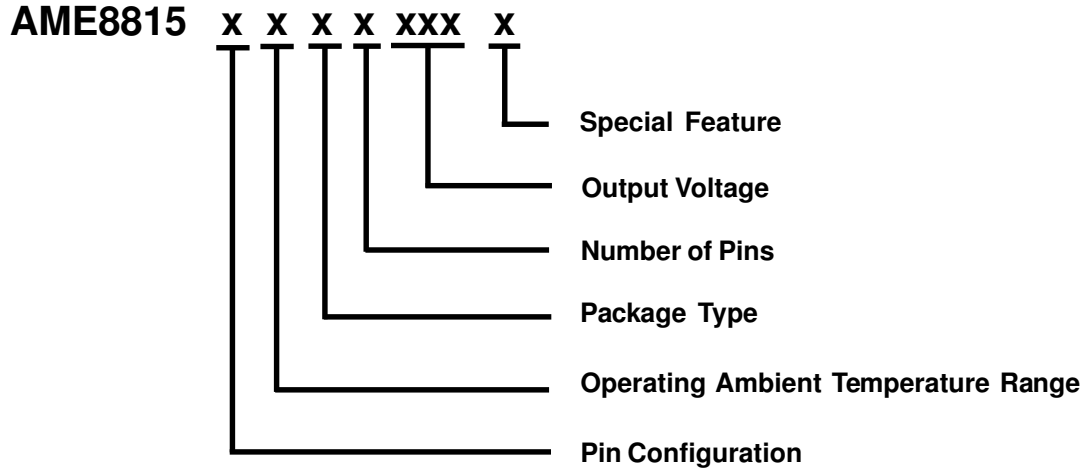 AME8815 x x x x xxx x
Special Feature
Output Voltage
Number of Pins
Package Type
Operating Ambient Temperature Range
Pin Configuration